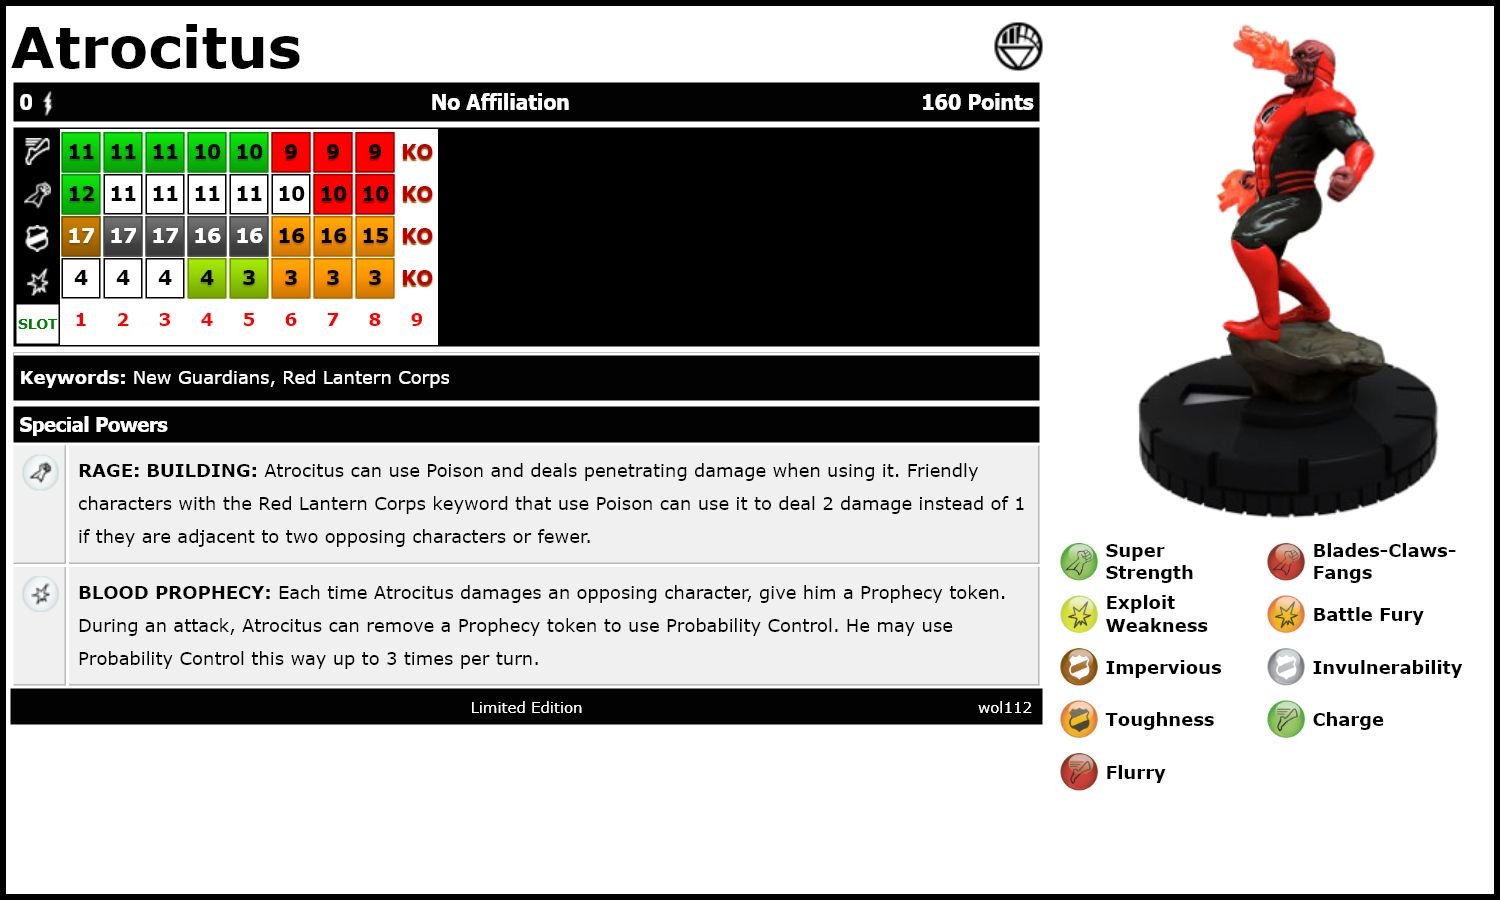 Atrocitus
0 No Affiliation 160 Points
11 11 11 10 10 9 9 9 KO
12 11 11 11 11 10 10 10 KO
17 17 17 16 16 16 16 15 KO
4 4 4 4 3 3 3 3 KO
SLOT 1 2 3 4 5 6 7 8 9
Keywords: New Guardians, Red Lantern Corps
Special Powers
RAGE: BUILDING: Atrocitus can use Poison and deals penetrating damage when using it. Friendly
characters with the Red Lantern Corps keyword that use Poison can use it to deal 2 damage instead of 1
if they are adjacent to two opposing characters or fewer.
BLOOD PROPHECY: Each time Atrocitus damages an opposing character, give him a Prophecy token.
During an attack, Atrocitus can remove a Prophecy token to use Probability Control. He may use
Probability Control this way up to 3 times per turn.
Limited Edition wol112
Super
Strength
Blades-Claws-
Fangs
Exploit
Weakness
Battle Fury
Impervious
Invulnerability
Toughness
Charge
Flurry